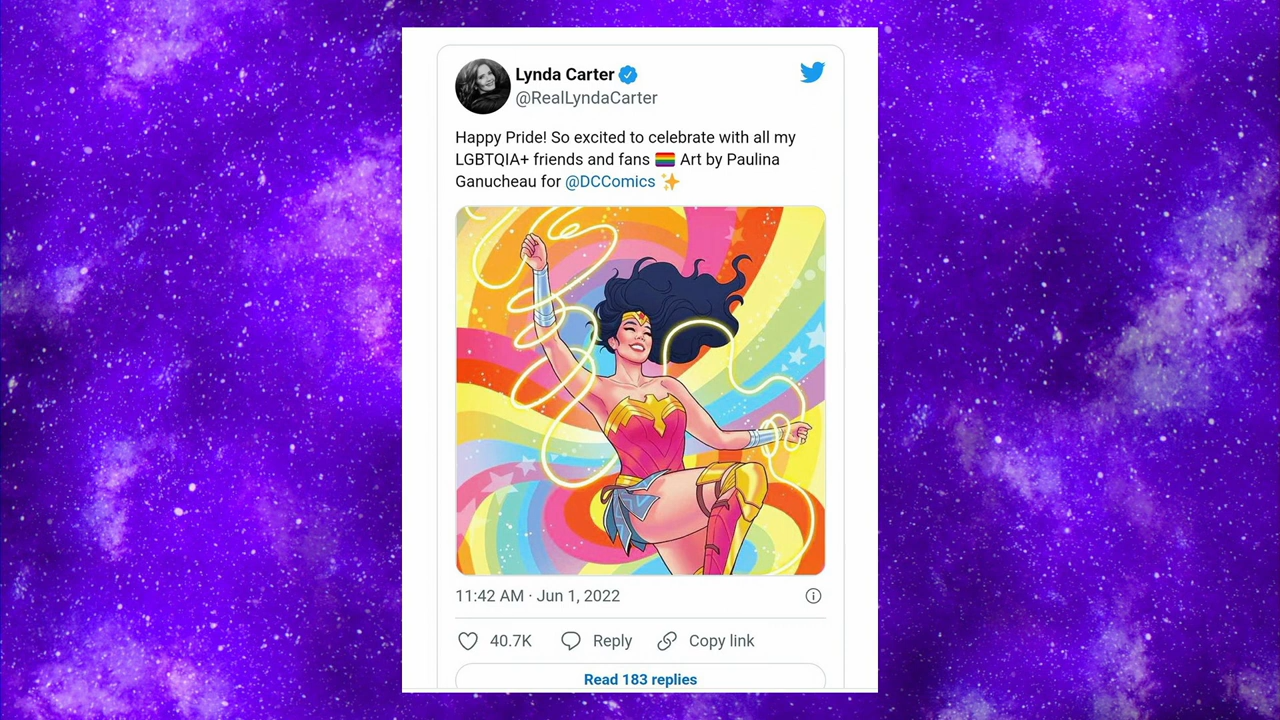 Lynda Carter
@RealLyndaCarter
Happy Pride! So excited to celebrate with all my
LGBTQIA+ friends and fans 🏳️‍🌈 Art by Paulina
Ganucheau for @DCComics ✨
11:42 AM · Jun 1, 2022
40.7K Reply Copy link
Read 183 replies